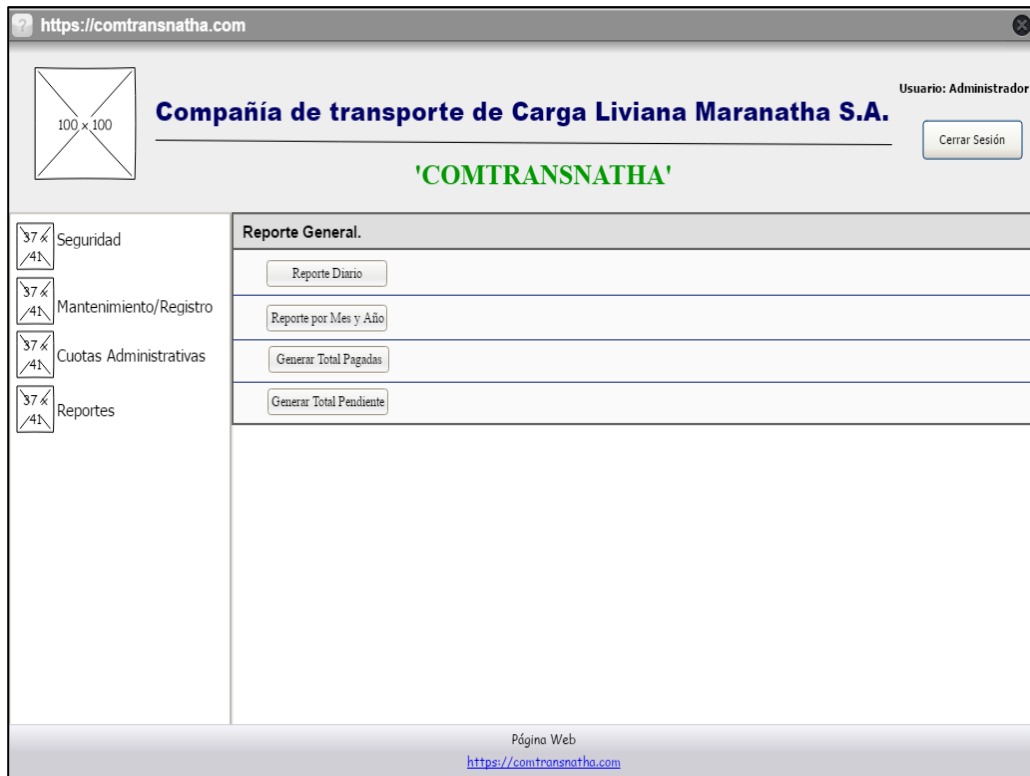 ? https://comtransnatha.com
100 x 100
Compañía de transporte de Carga Liviana Maranatha S.A.
'COMTRANSNATHA'
Usuario: Administrador
Cerrar Sesión
37 x 41
Seguridad
37 x 41
Mantenimiento/Registro
37 x 41
Cuotas Administrativas
37 x 41
Reportes
Reporte General.
Reporte Diario
Reporte por Mes y Año
Generar Total Pagadas
Generar Total Pendiente
Página Web
https://comtransnatha.com